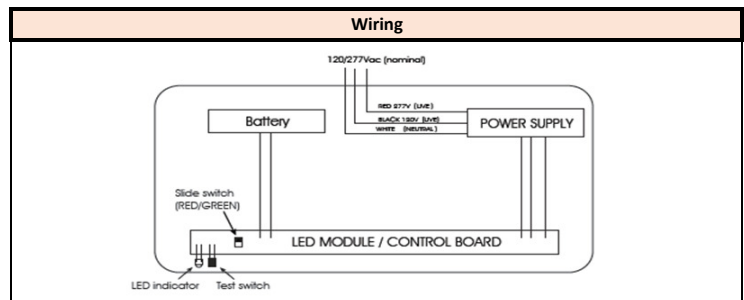 Wiring
120/277Vac (nominal)
RED 277V (LIVE)
BLACK 120V (LIVE)
WHITE (NEUTRAL)
Battery
POWER SUPPLY
Slide switch
(RED/GREEN)
LED MODULE / CONTROL BOARD
LED indicator
Test switch